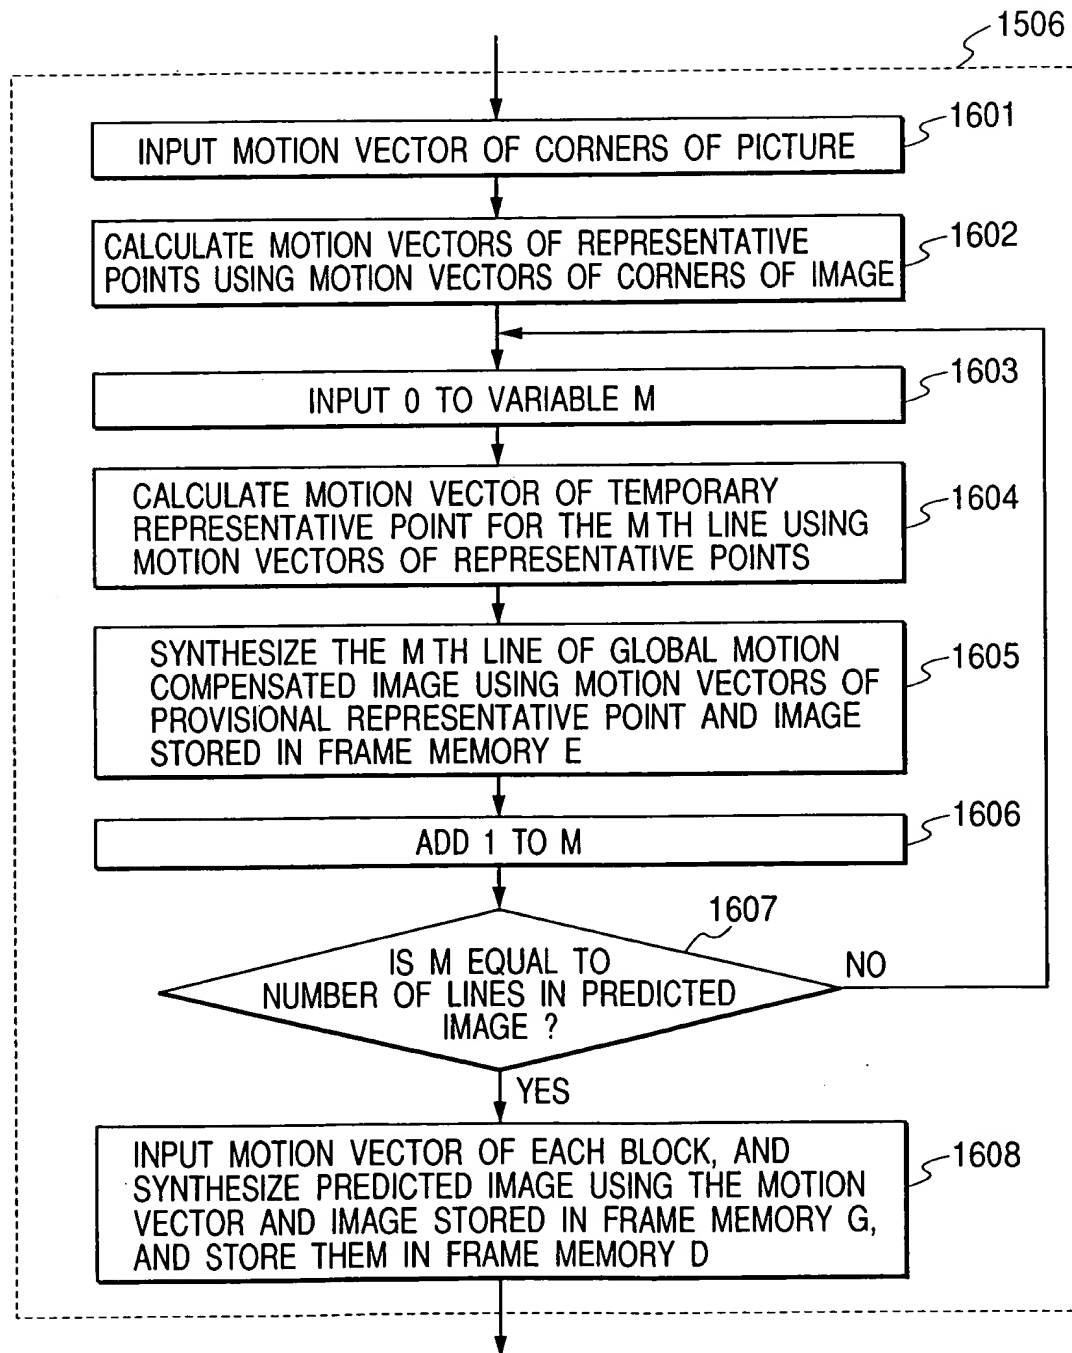 1506
INPUT MOTION VECTOR OF CORNERS OF PICTURE
1601
CALCULATE MOTION VECTORS OF REPRESENTATIVE
POINTS USING MOTION VECTORS OF CORNERS OF IMAGE
1602
INPUT 0 TO VARIABLE M
1603
CALCULATE MOTION VECTOR OF TEMPORARY
REPRESENTATIVE POINT FOR THE M TH LINE USING
MOTION VECTORS OF REPRESENTATIVE POINTS
1604
SYNTHESIZE THE M TH LINE OF GLOBAL MOTION
COMPENSATED IMAGE USING MOTION VECTORS OF
PROVISIONAL REPRESENTATIVE POINT AND IMAGE
STORED IN FRAME MEMORY E
1605
ADD 1 TO M
1606
1607
IS M EQUAL TO
NUMBER OF LINES IN PREDICTED
IMAGE ?
NO
YES
INPUT MOTION VECTOR OF EACH BLOCK, AND
SYNTHESIZE PREDICTED IMAGE USING THE MOTION
VECTOR AND IMAGE STORED IN FRAME MEMORY G,
AND STORE THEM IN FRAME MEMORY D
1608